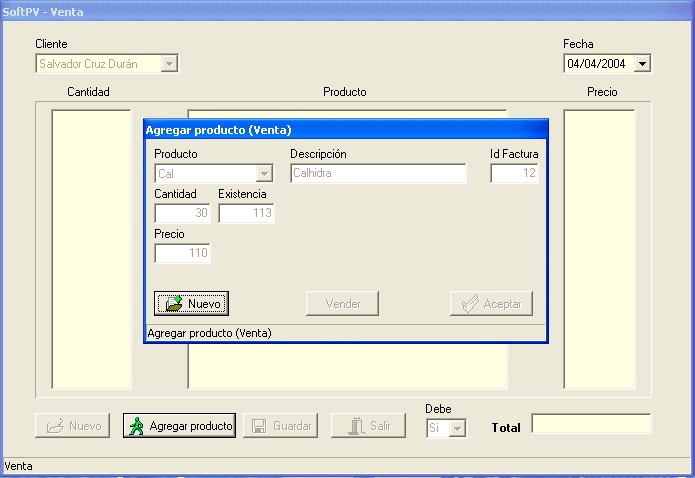 SoftPV - Venta
Cliente
Fecha
Salvador Cruz Durán
04/04/2004
Cantidad Producto Precio
Agregar producto (Venta)
Producto Descripción Id Factura
Cal Calhidra 12
Cantidad Existencia
30 113
Precio
110
Nuevo Vender Aceptar
Agregar producto (Venta)
Debe
Nuevo Agregar producto Guardar Salir Si Total
Venta